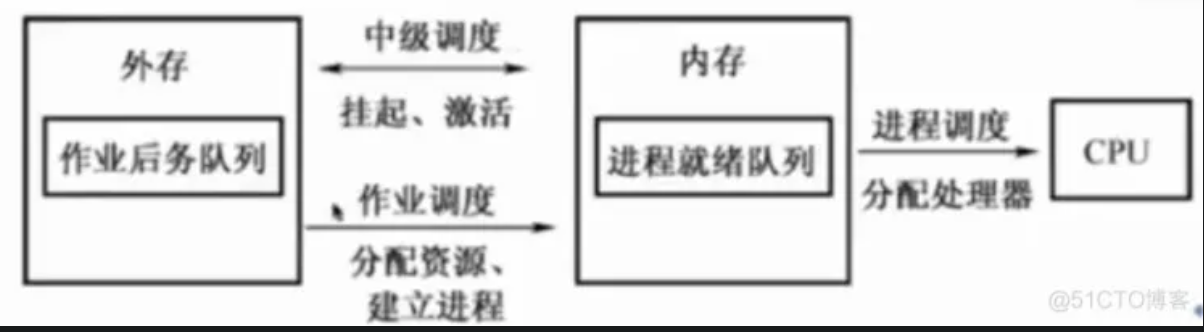 外存
作业后务队列
中级调度
挂起、激活
作业调度
分配资源、
建立进程
内存
进程就绪队列
进程调度
分配处理器
CPU
@51CTO博客